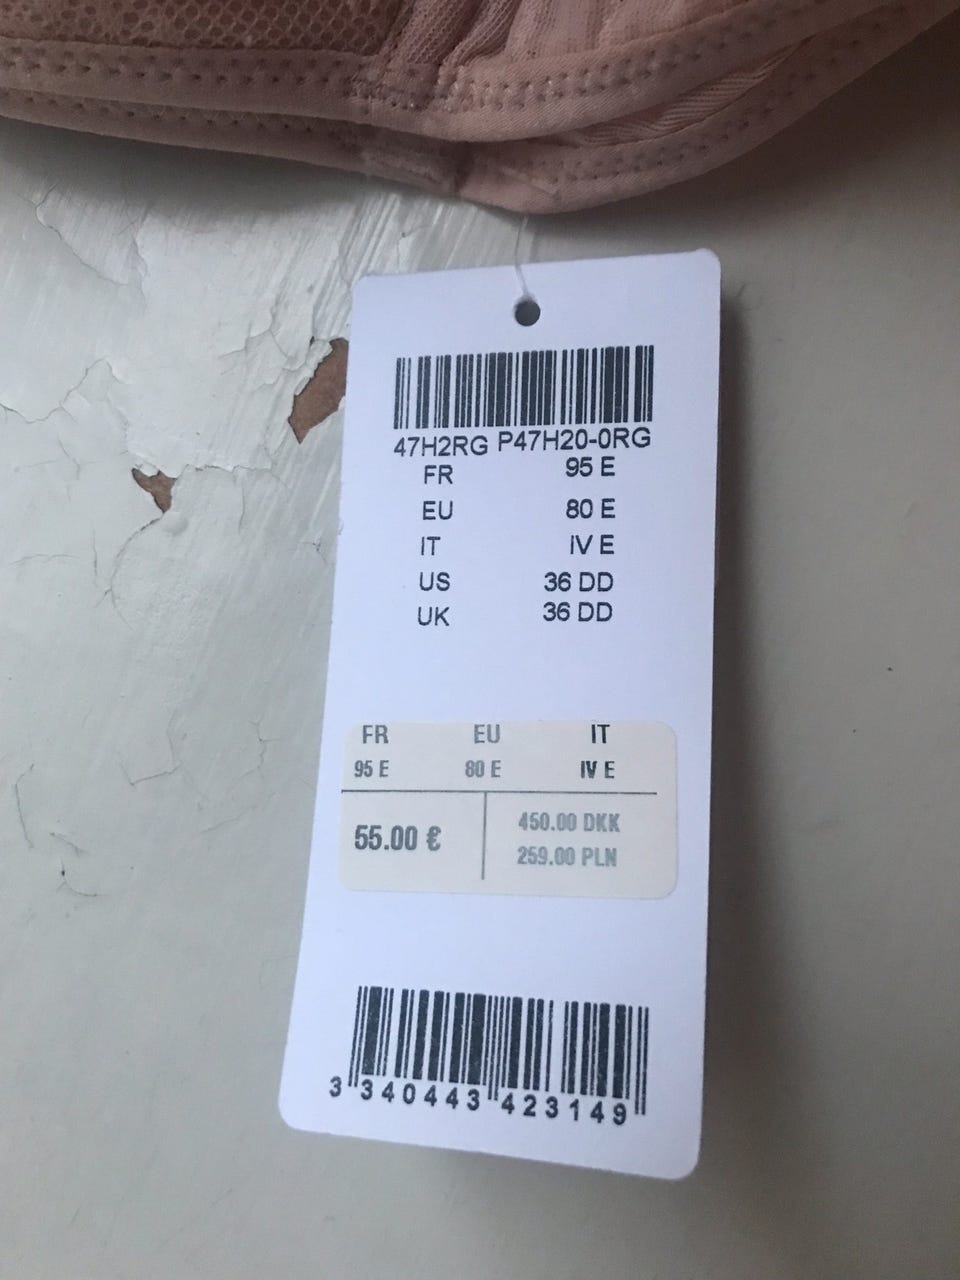 47H2RG P47H20-0RG
FR 95 E
EU 80 E
IT IV E
US 36 DD
UK 36 DD
FR EU IT
95 E 80 E IV E
55.00 € 450.00 DKK
259.00 PLN
3 340443 423149